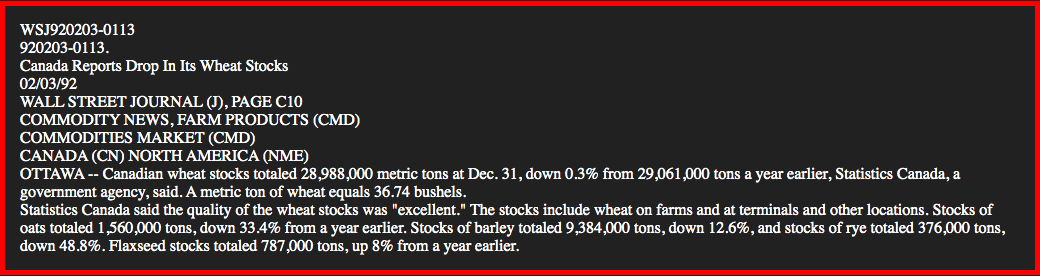 WSJ920203-0113
920203-0113.
Canada Reports Drop In Its Wheat Stocks
02/03/92
WALL STREET JOURNAL (J), PAGE C10
COMMODITY NEWS, FARM PRODUCTS (CMD)
COMMODITIES MARKET (CMD)
CANADA (CN) NORTH AMERICA (NME)
OTTAWA -- Canadian wheat stocks totaled 28,988,000 metric tons at Dec. 31, down 0.3% from 29,061,000 tons a year earlier, Statistics Canada, a
government agency, said. A metric ton of wheat equals 36.74 bushels.
Statistics Canada said the quality of the wheat stocks was "excellent." The stocks include wheat on farms and at terminals and other locations. Stocks of
oats totaled 1,560,000 tons, down 33.4% from a year earlier. Stocks of barley totaled 9,384,000 tons, down 12.6%, and stocks of rye totaled 376,000 tons,
down 48.8%. Flaxseed stocks totaled 787,000 tons, up 8% from a year earlier.